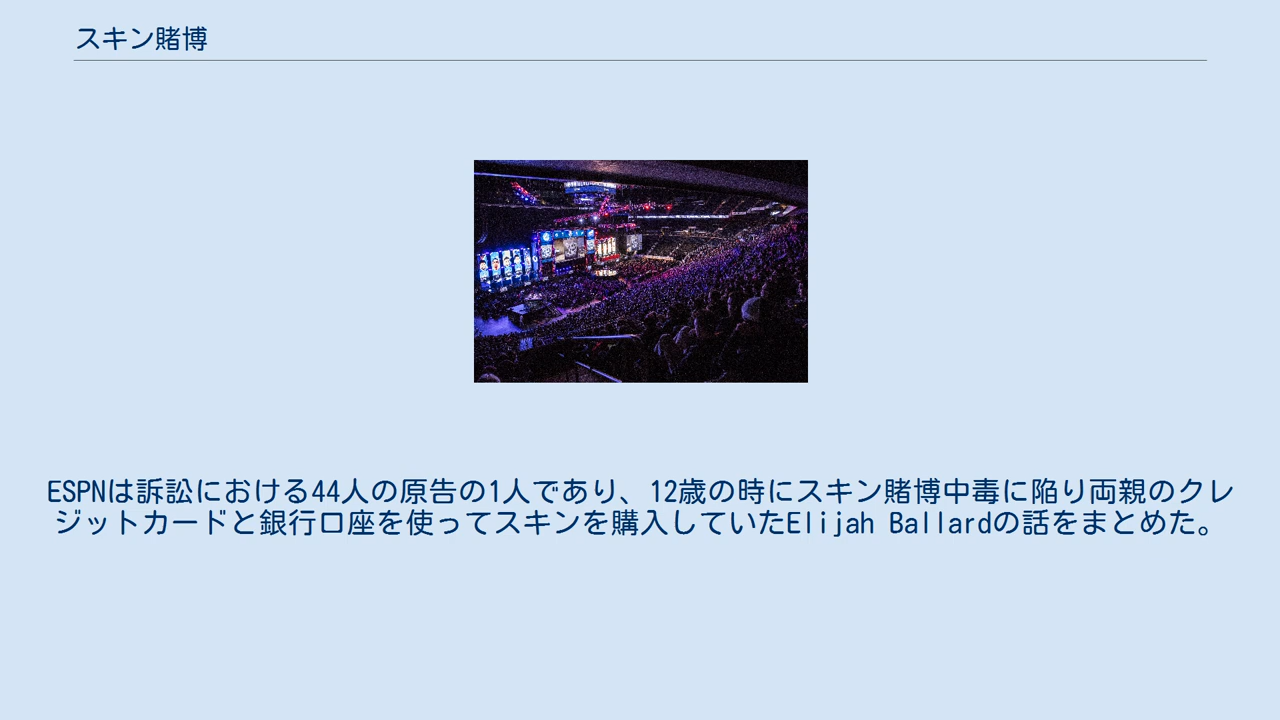 スキン賭博
ESPNは訴訟における44人の原告の1人であり、12歳の時にスキン賭博中毒に陥り両親のクレ
ジットカードと銀行口座を使ってスキンを購入していたElijah Ballardの話をまとめた。